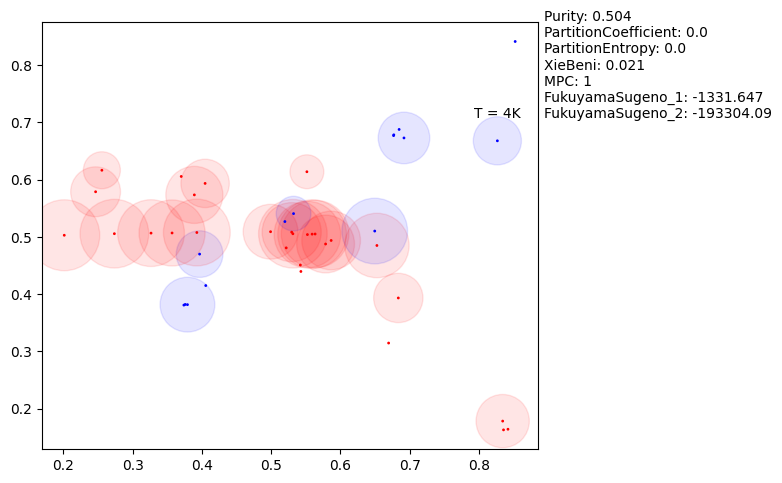 Purity: 0.504
PartitionCoefficient: 0.0
PartitionEntropy: 0.0
XieBeni: 0.021
MPC: 1
FukuyamaSugeno_1: -1331.647
FukuyamaSugeno_2: -193304.09
T = 4K
0.8
0.7
0.6
0.5
0.4
0.3
0.2
0.2 0.3 0.4 0.5 0.6 0.7 0.8